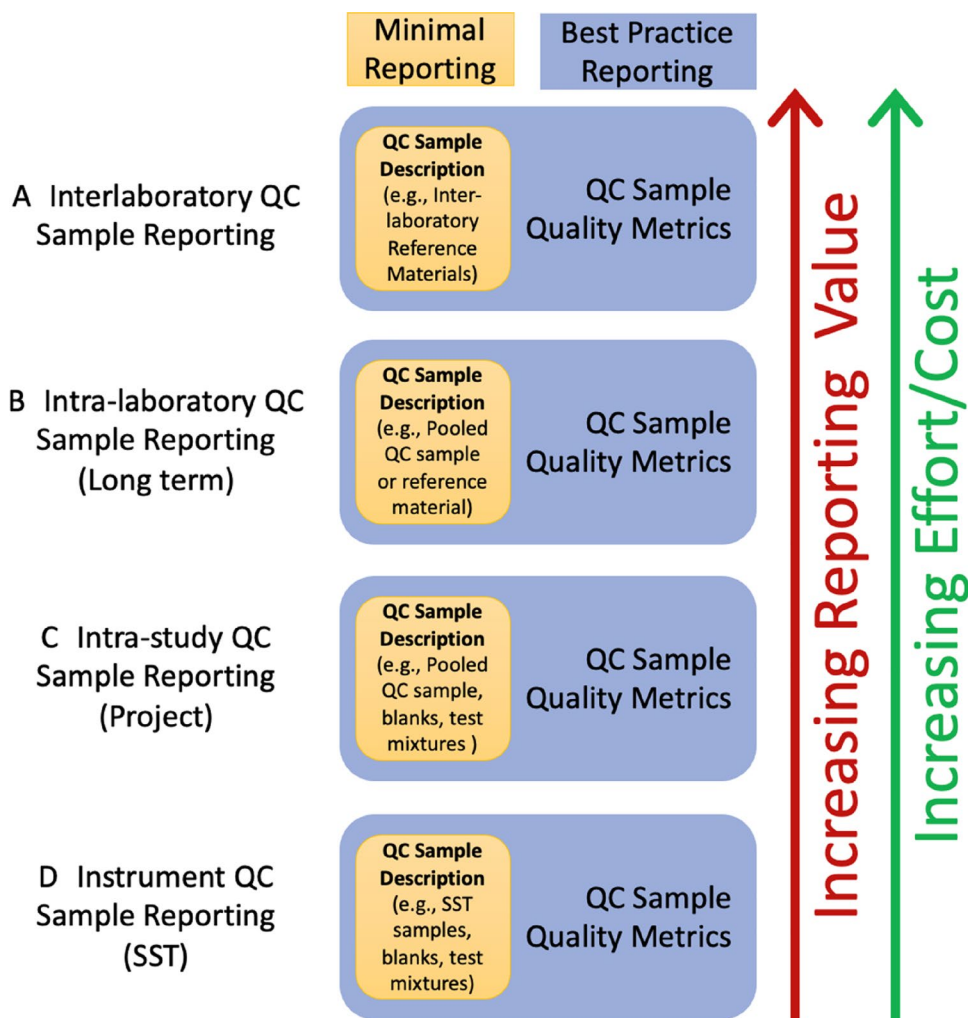 Minimal
Reporting
Best Practice
Reporting
A Interlaboratory QC
Sample Reporting
QC Sample
Description
(e.g., Inter-
laboratory
Reference
Materials)
QC Sample
Quality Metrics
B Intra-laboratory QC
Sample Reporting
(Long term)
QC Sample
Description
(e.g., Pooled
QC sample
or reference
material)
QC Sample
Quality Metrics
C Intra-study QC
Sample Reporting
(Project)
QC Sample
Description
(e.g., Pooled
QC sample,
blanks, test
mixtures )
QC Sample
Quality Metrics
D Instrument QC
Sample Reporting
(SST)
QC Sample
Description
(e.g., SST
samples,
blanks, test
mixtures)
QC Sample
Quality Metrics
Increasing Reporting Value
Increasing Effort/Cost